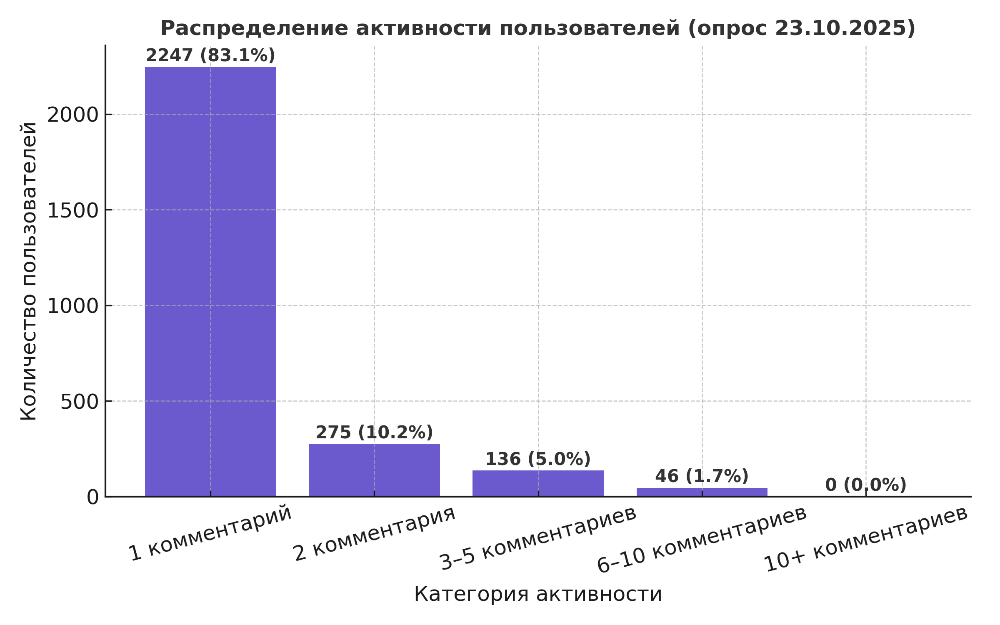 Распределение активности пользователей (опрос 23.10.2025)
Количество пользователей
2000
1500
1000
500
0
2247 (83.1%)
275 (10.2%)
136 (5.0%)
46 (1.7%)
0 (0.0%)
1 комментарий
2 комментария
3–5 комментариев
6–10 комментариев
10+ комментариев
Категория активности